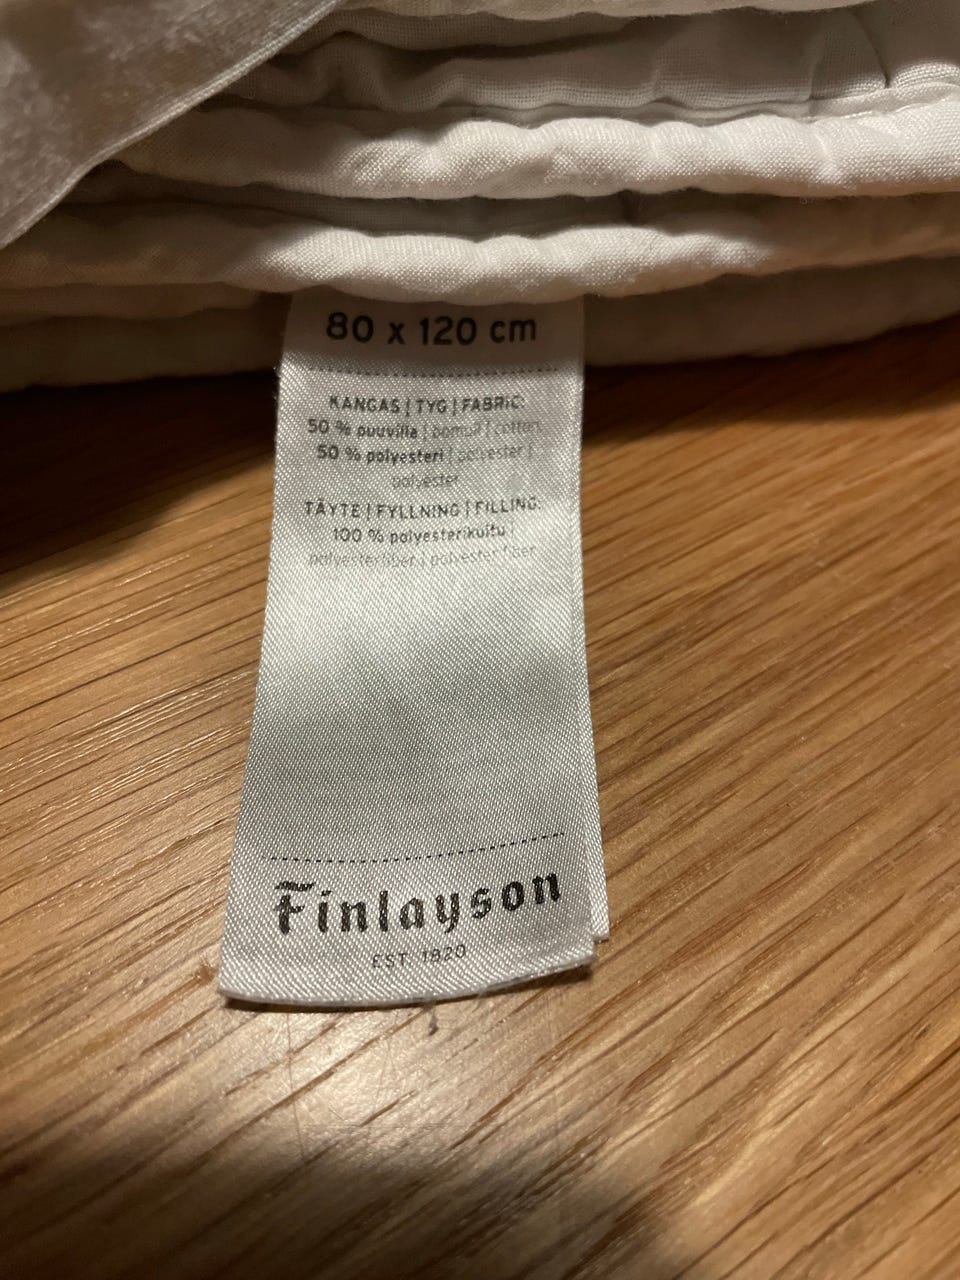 80 x 120 cm
KANGAS | TYG | FABRIC:
50 % puuvilla | bomull | cotton
50 % polyesteri | polyester |
polyester
TÄYTE | FYLLNING | FILLING:
100 % polyesterikuitu |
polyesterfiber | polyester fiber
Finlayson
EST 1820